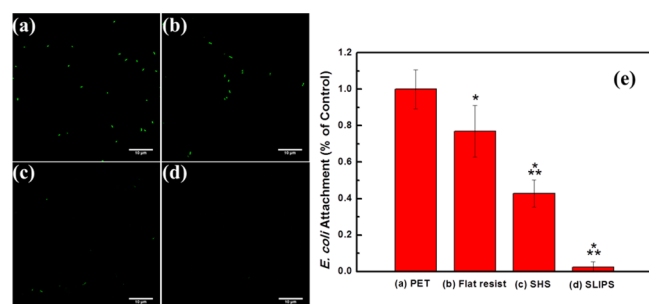 (a)
(b)
10 μm
10 μm
(c)
(d)
10 μm
10 μm
(e)
E. coli Attachment (% of Control)
1.2
1.0
0.8
0.6
0.4
0.2
0.0
*
*
**
*
**
(a) PET (b) Flat resist (c) SHS (d) SLIPS